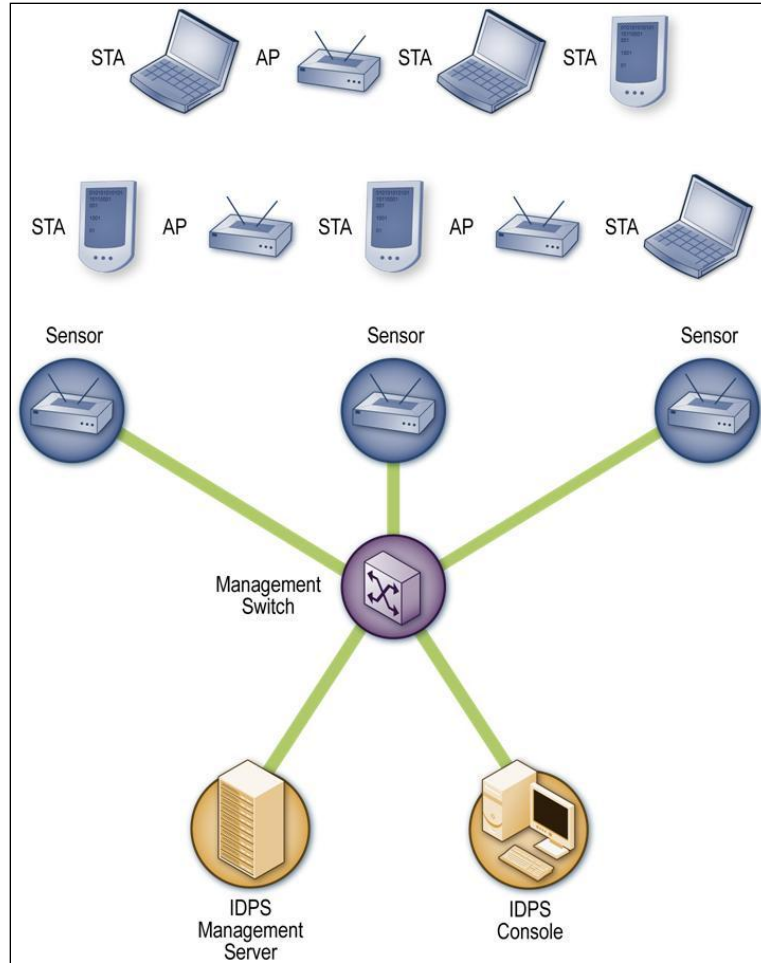 STA AP STA STA
STA AP STA AP STA
Sensor Sensor Sensor
Management
Switch
IDPS
Management
Server
IDPS
Console